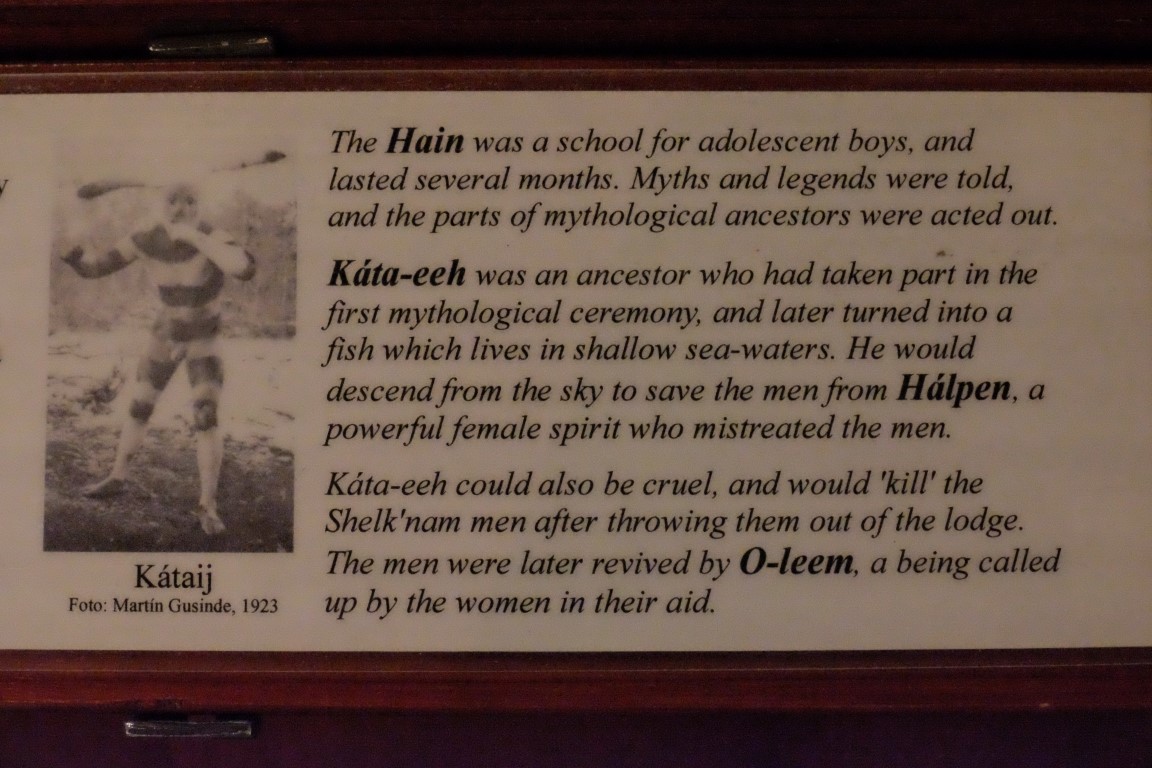 The Hain was a school for adolescent boys, and
lasted several months. Myths and legends were told,
and the parts of mythological ancestors were acted out.
Káta-eeh was an ancestor who had taken part in the
first mythological ceremony, and later turned into a
fish which lives in shallow sea-waters. He would
descend from the sky to save the men from Hálpen, a
powerful female spirit who mistreated the men.
Káta-eeh could also be cruel, and would 'kill' the
Shelk'nam men after throwing them out of the lodge.
The men were later revived by O-leem, a being called
up by the women in their aid.
Kátaij
Foto: Martín Gusinde, 1923